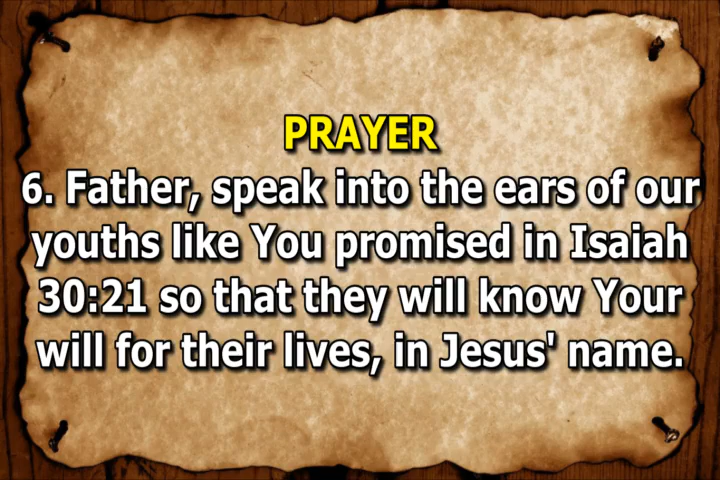 PRAYER
6. Father, speak into the ears of our
youths like You promised in Isaiah
30:21 so that they will know Your
will for their lives, in Jesus' name.